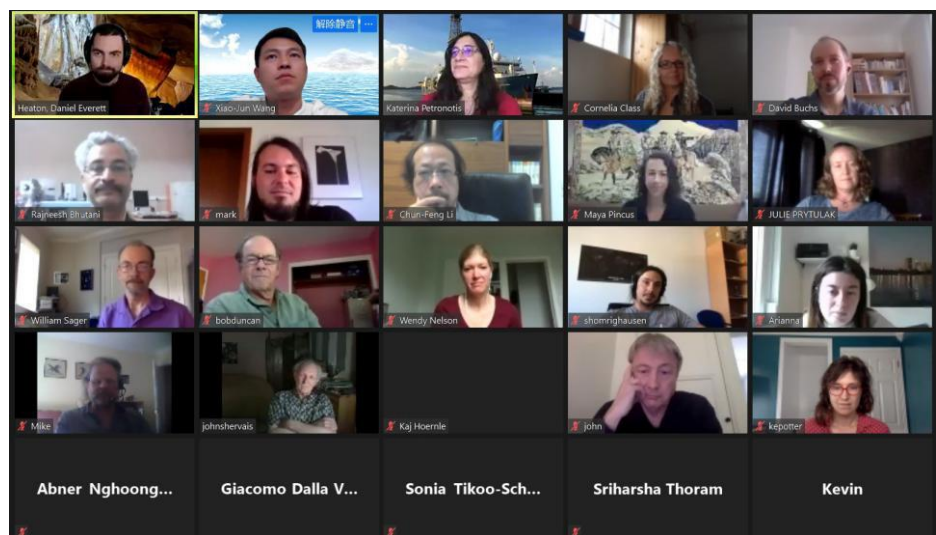 解除静音
Heaton, Daniel Everett
Xiao-Jun Wang
Katerina Petronotis
Cornelia Class
David Buchs
Rajneesh Bhutani
mark
Chun-Feng Li
Maya Pincus
JULIE PRYTULAK
William Sager
bobduncan
Wendy Nelson
shomrighausen
Arianna
Mike
johnshervais
Kaj Hoernle
john
kepotter
Abner Nghoong...
Giacomo Dalla V...
Sonia Tikoo-Sch...
Sriharsha Thoram
Kevin